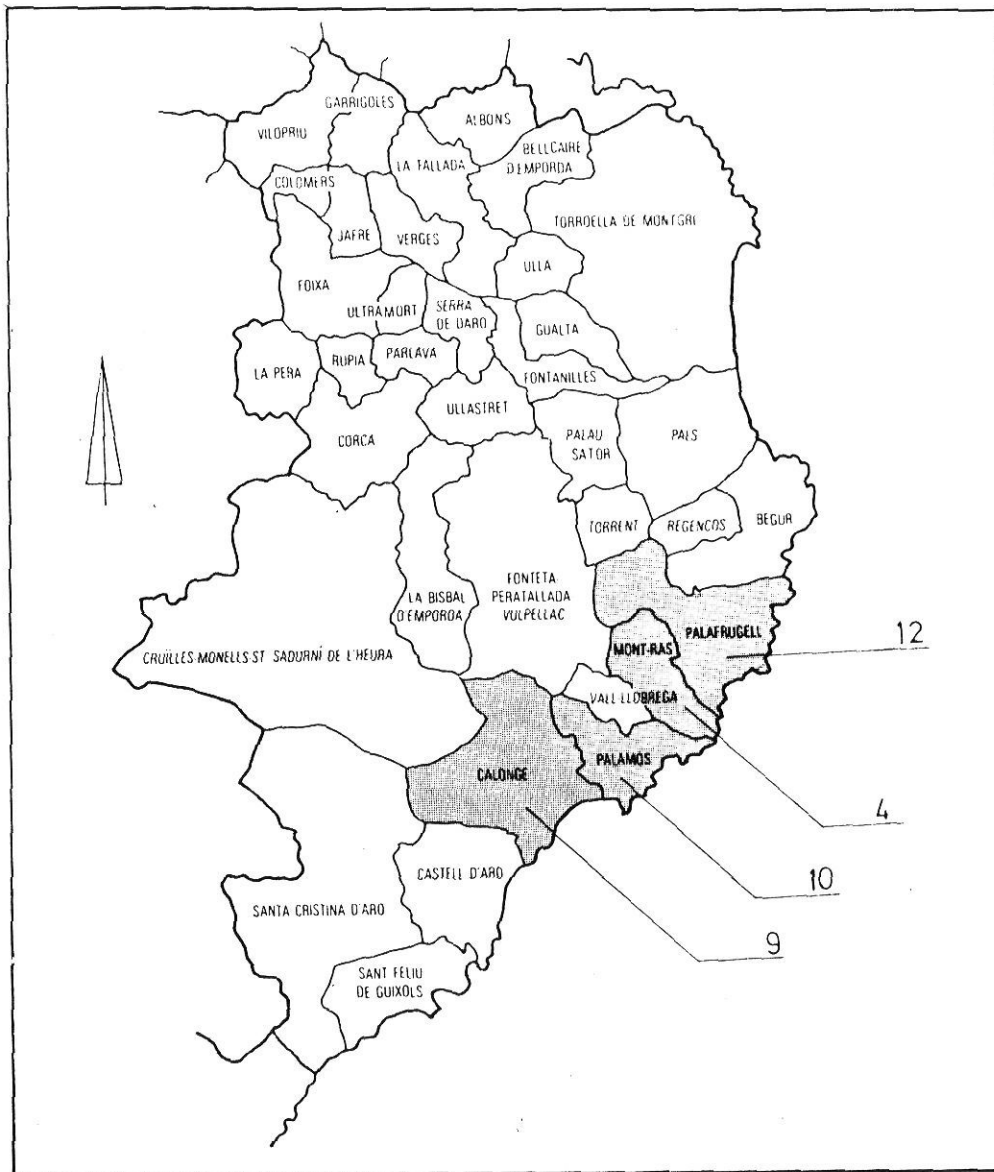 GARRIGOLES
ALBONS
VILOPRIU
BELLCAIRE
D'EMPORDA
LA TALLADA
COLOMERS
TORROELLA DE MONTGRI
JAFRE
VERGES
ULLA
FOIXA
ULTRAMORT
SERRA
DE DARO
GUALTA
RUPIA
PARLAVA
LA PERA
FONTANILLES
ULLASTRET
CORCA
PALAU
SATOR
PALS
TORRENT
REGENCOS
BEGUR
FONTETA
PERATALLADA
VULPELLAC
LA BISBAL
D'EMPORDA
PALAFRUGELL
12
MONT-RAS
CRUÏLLES-MONELLS-ST SADURNÍ DE L'HEURA
VALL-LLOBREGA
PALAMOS
CALONGE
4
CASTELL D'ARO
10
SANTA CRISTINA D'ARO
9
SANT FELIU
DE GUIXOLS